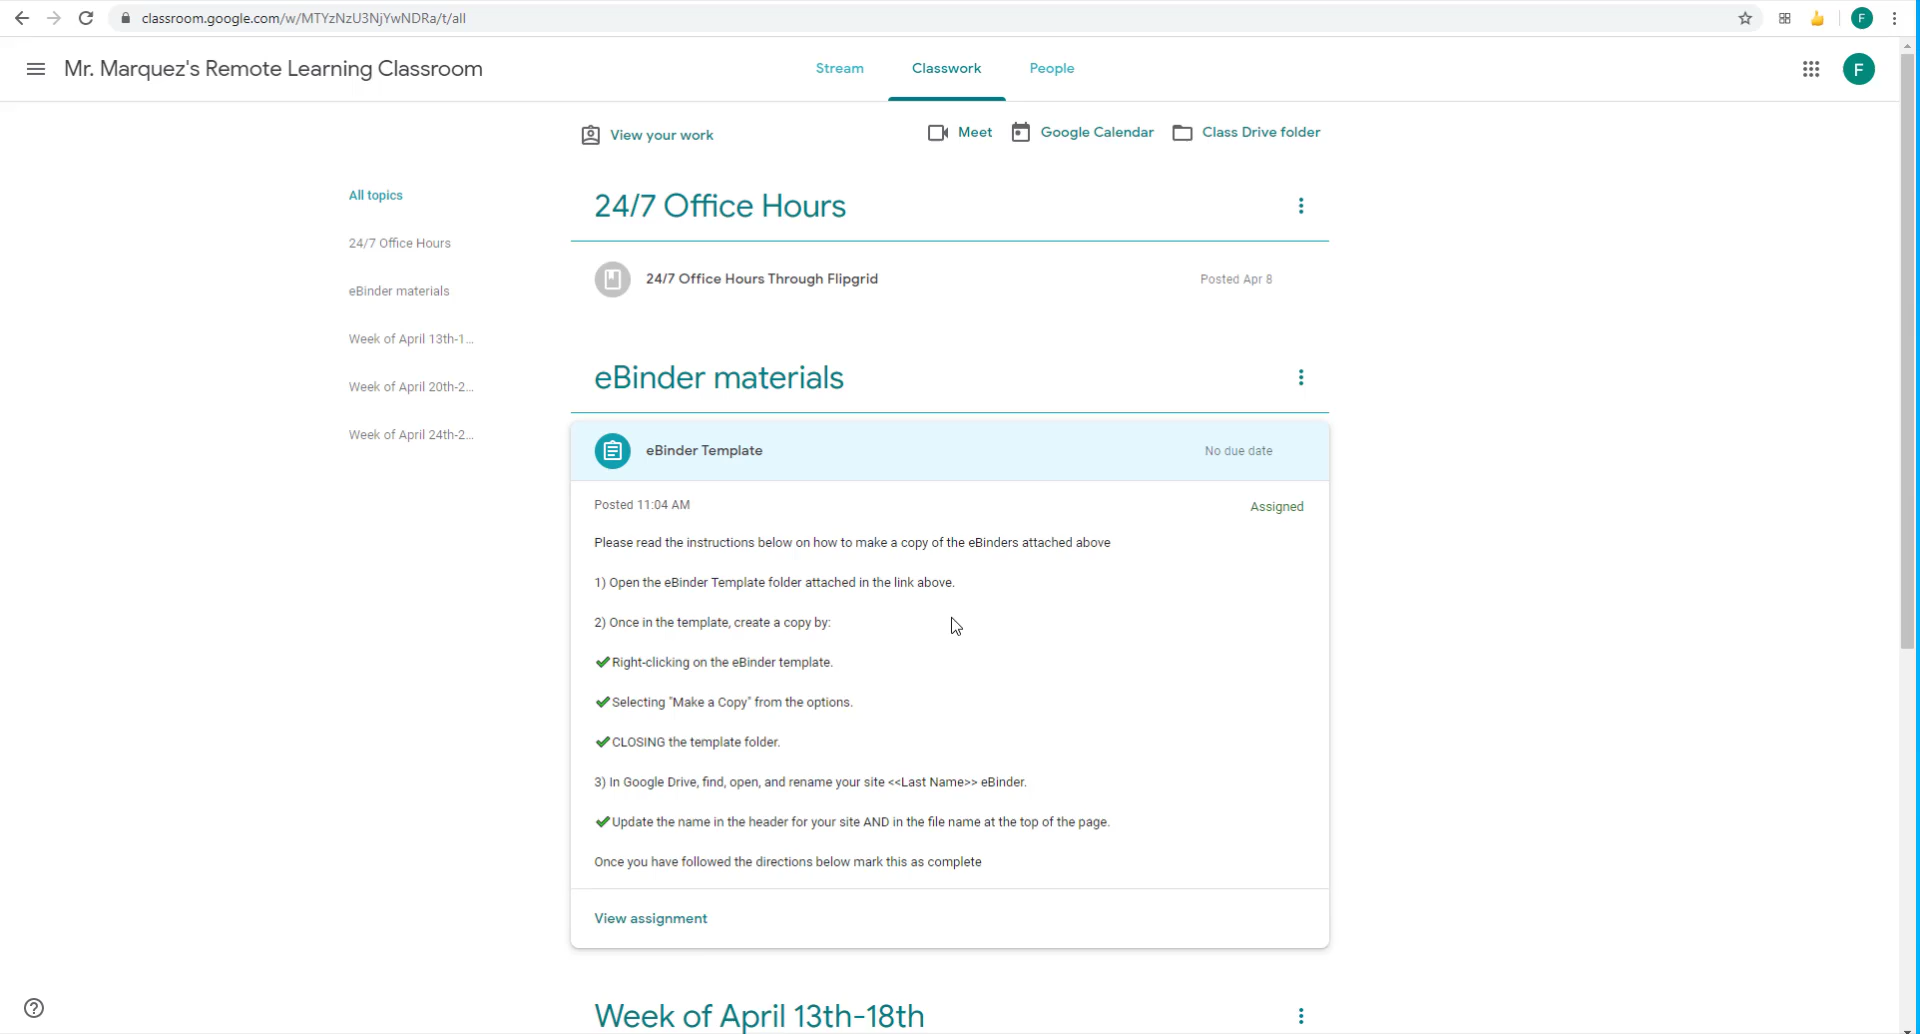 classroom.google.com/w/MTYzNzU3NjYwNDRa/t/all
F
Mr. Marquez's Remote Learning Classroom
Stream
Classwork
People
F
View your work
Meet
Google Calendar
Class Drive folder
All topics
24/7 Office Hours
eBinder materials
Week of April 13th-1...
Week of April 20th-2...
Week of April 24th-2...
24/7 Office Hours
24/7 Office Hours Through Flipgrid
Posted Apr 8
eBinder materials
eBinder Template
No due date
Posted 11:04 AM
Assigned
Please read the instructions below on how to make a copy of the eBinders attached above
1) Open the eBinder Template folder attached in the link above.
2) Once in the template, create a copy by:
✔Right-clicking on the eBinder template.
✔Selecting "Make a Copy" from the options.
✔CLOSING the template folder.
3) In Google Drive, find, open, and rename your site <<Last Name>> eBinder.
✔Update the name in the header for your site AND in the file name at the top of the page.
Once you have followed the directions below mark this as complete
View assignment
Week of April 13th-18th